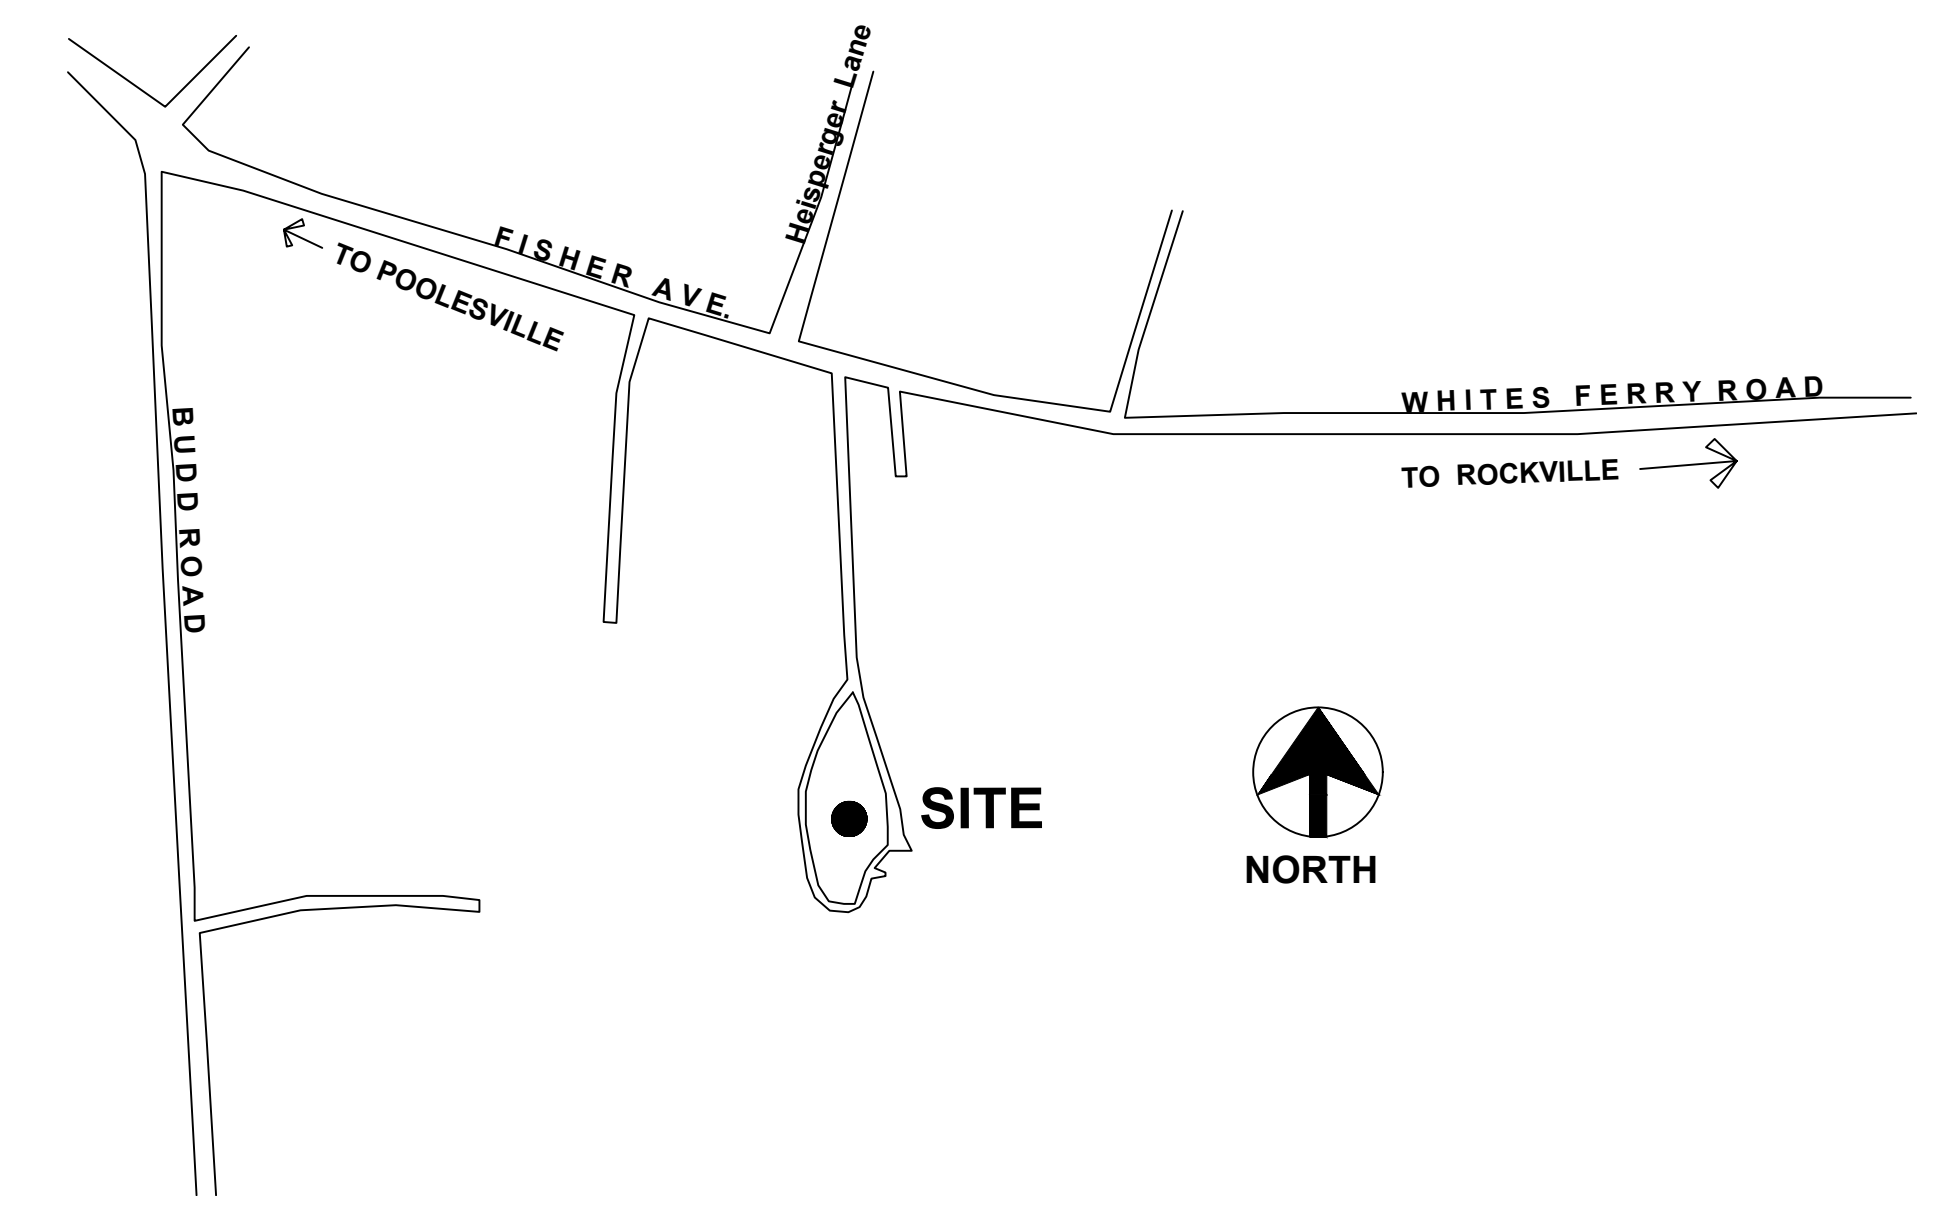 Heisperger Lane
FISHER AVE.
TO POOLESVILLE
WHITES FERRY ROAD
TO ROCKVILLE
BUDD ROAD
SITE
NORTH